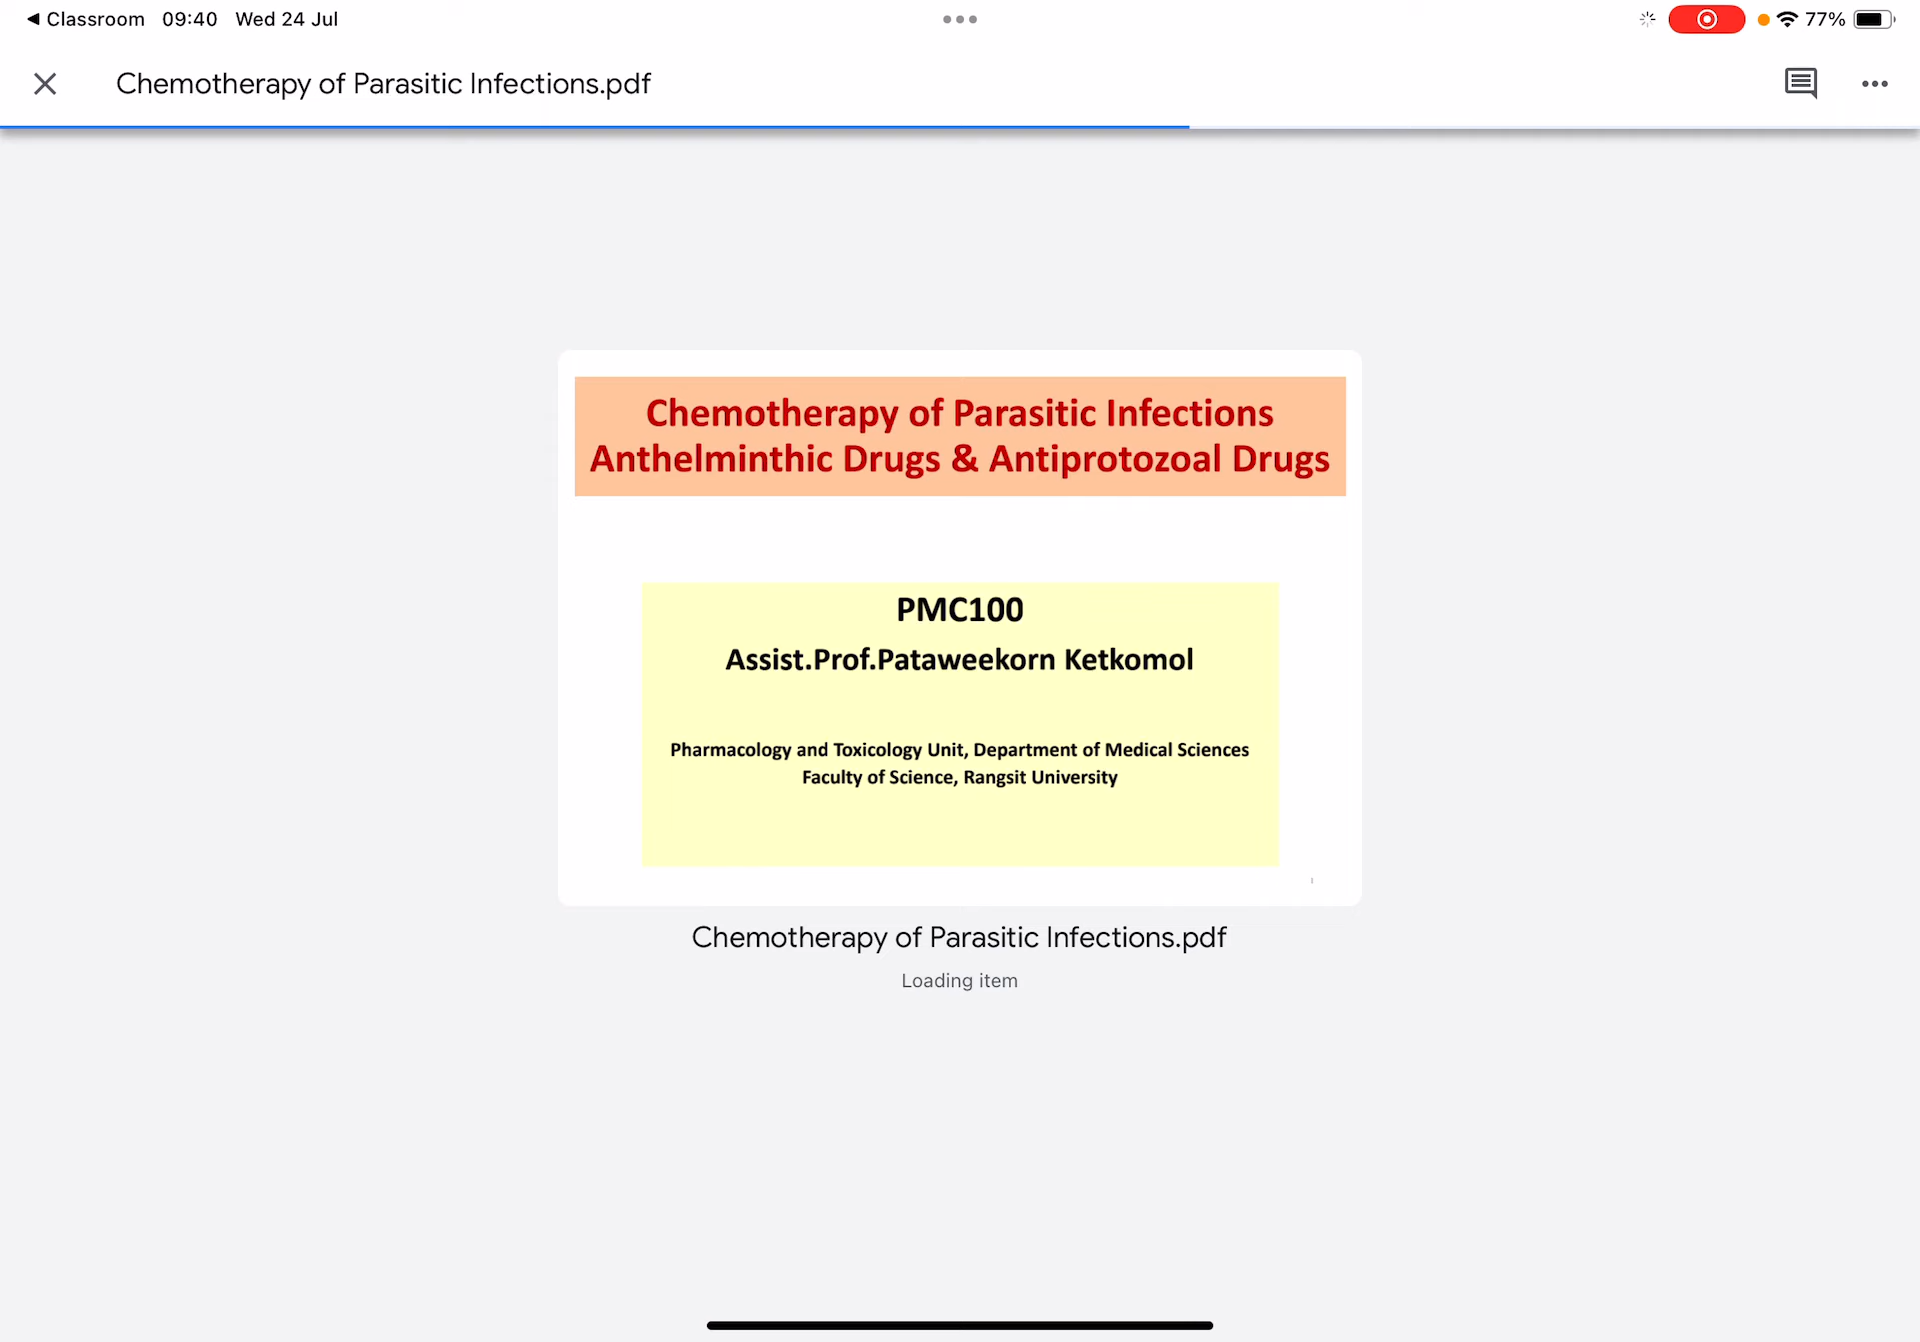 Classroom 09:40 Wed 24 Jul
77%
Chemotherapy of Parasitic Infections.pdf
Chemotherapy of Parasitic Infections
Anthelminthic Drugs & Antiprotozoal Drugs
PMC100
Assist.Prof.Pataweekorn Ketkomol
Pharmacology and Toxicology Unit, Department of Medical Sciences
Faculty of Science, Rangsit University
Chemotherapy of Parasitic Infections.pdf
Loading item